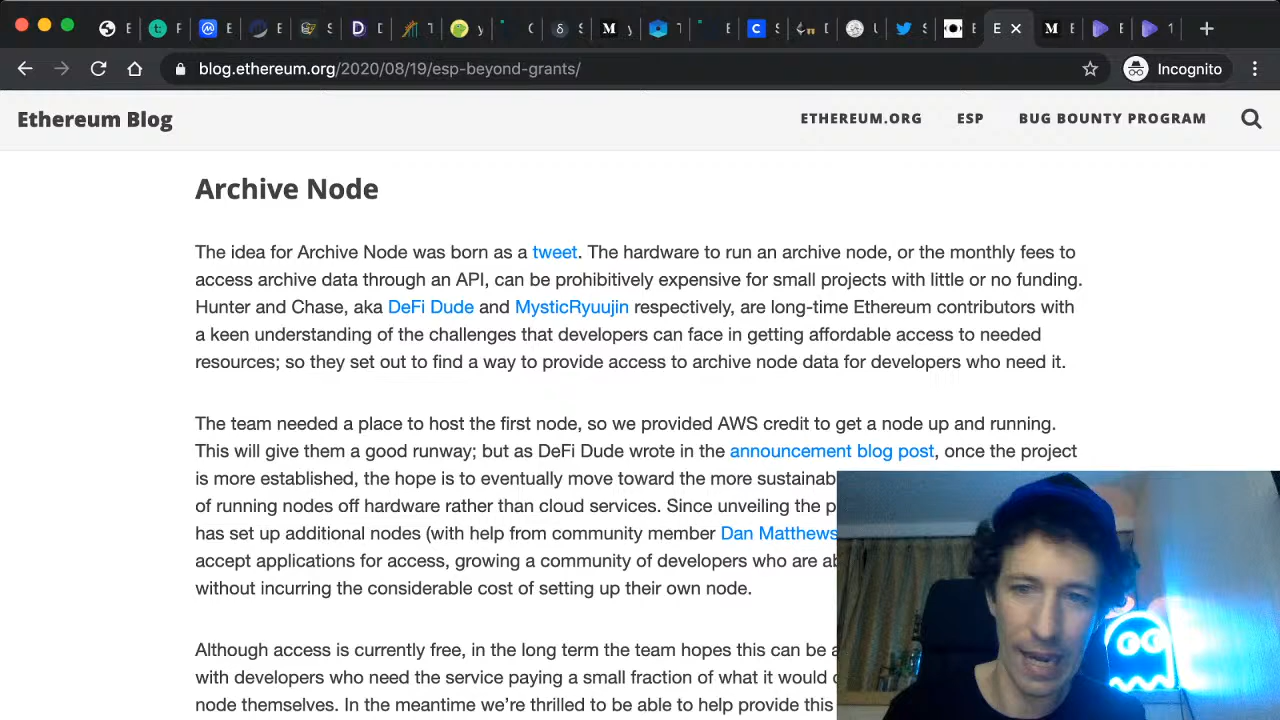 E
F
E
E
S
D
T
y
C
S
M
y
T
E
S
E
U
S
E
E
M
E
E
1
blog.ethereum.org/2020/08/19/esp-beyond-grants/
Incognito
Ethereum Blog
ETHEREUM.ORG
ESP
BUG BOUNTY PROGRAM
Archive Node
The idea for Archive Node was born as a tweet. The hardware to run an archive node, or the monthly fees to
access archive data through an API, can be prohibitively expensive for small projects with little or no funding.
Hunter and Chase, aka DeFi Dude and MysticRyuujin respectively, are long-time Ethereum contributors with
a keen understanding of the challenges that developers can face in getting affordable access to needed
resources; so they set out to find a way to provide access to archive node data for developers who need it.
The team needed a place to host the first node, so we provided AWS credit to get a node up and running.
This will give them a good runway; but as DeFi Dude wrote in the announcement blog post, once the project
is more established, the hope is to eventually move toward the more sustainab
of running nodes off hardware rather than cloud services. Since unveiling the p
has set up additional nodes (with help from community member Dan Matthews
accept applications for access, growing a community of developers who are ab
without incurring the considerable cost of setting up their own node.
Although access is currently free, in the long term the team hopes this can be a
with developers who need the service paying a small fraction of what it would c
node themselves. In the meantime we're thrilled to be able to help provide this